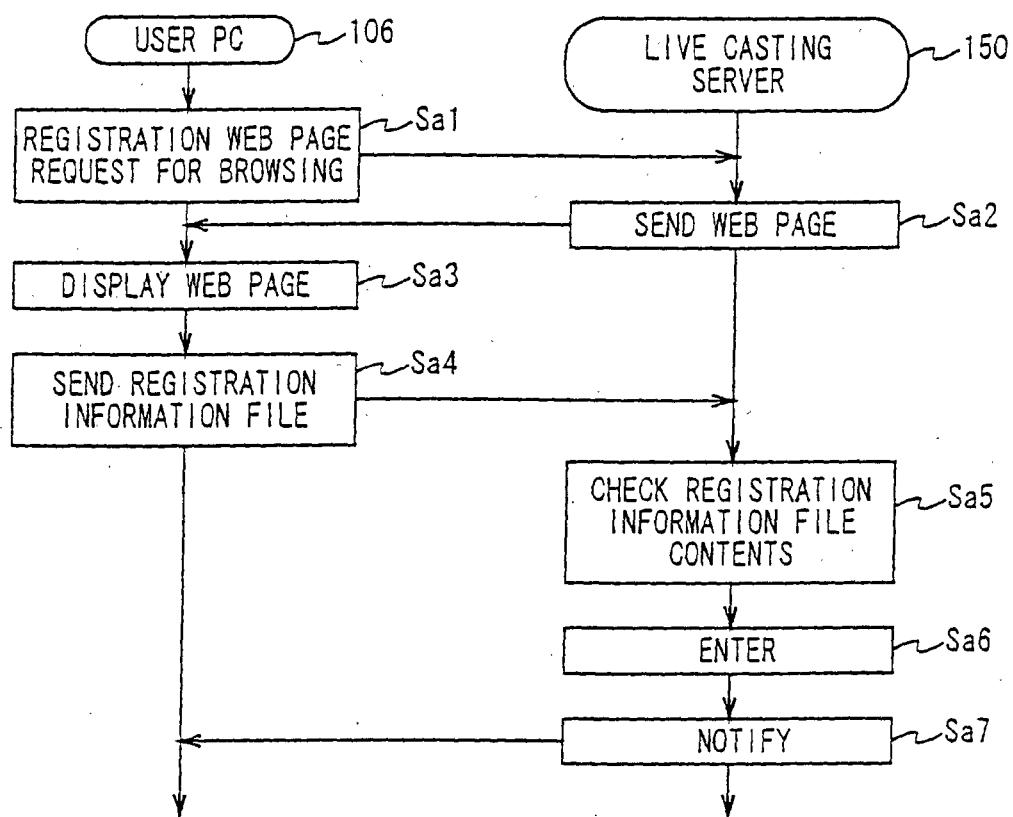 USER PC
106
LIVE CASTING
SERVER
150
REGISTRATION WEB PAGE
REQUEST FOR BROWSING
Sa1
SEND WEB PAGE
Sa2
DISPLAY WEB PAGE
Sa3
SEND REGISTRATION
INFORMATION FILE
Sa4
CHECK REGISTRATION
INFORMATION FILE
CONTENTS
Sa5
ENTER
Sa6
NOTIFY
Sa7